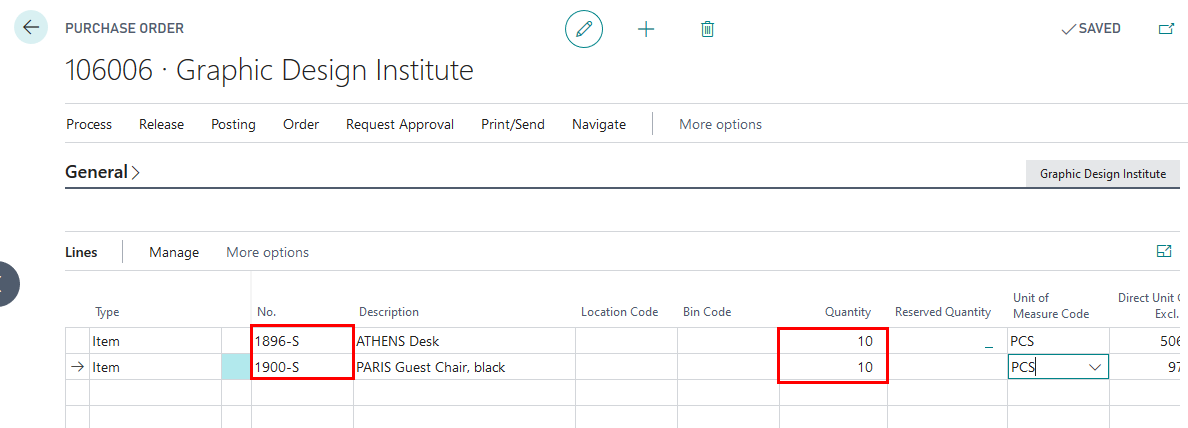 PURCHASE ORDER
SAVED
106006 · Graphic Design Institute
Process Release Posting Order Request Approval Print/Send Navigate More options
General
Graphic Design Institute
Lines Manage More options
Type No. Description Location Code Bin Code Quantity Reserved Quantity Unit of Measure Code Direct Unit Excl.
Item 1896-S ATHENS Desk 10 _ PCS 506
Item 1900-S PARIS Guest Chair, black 10 PCS 97